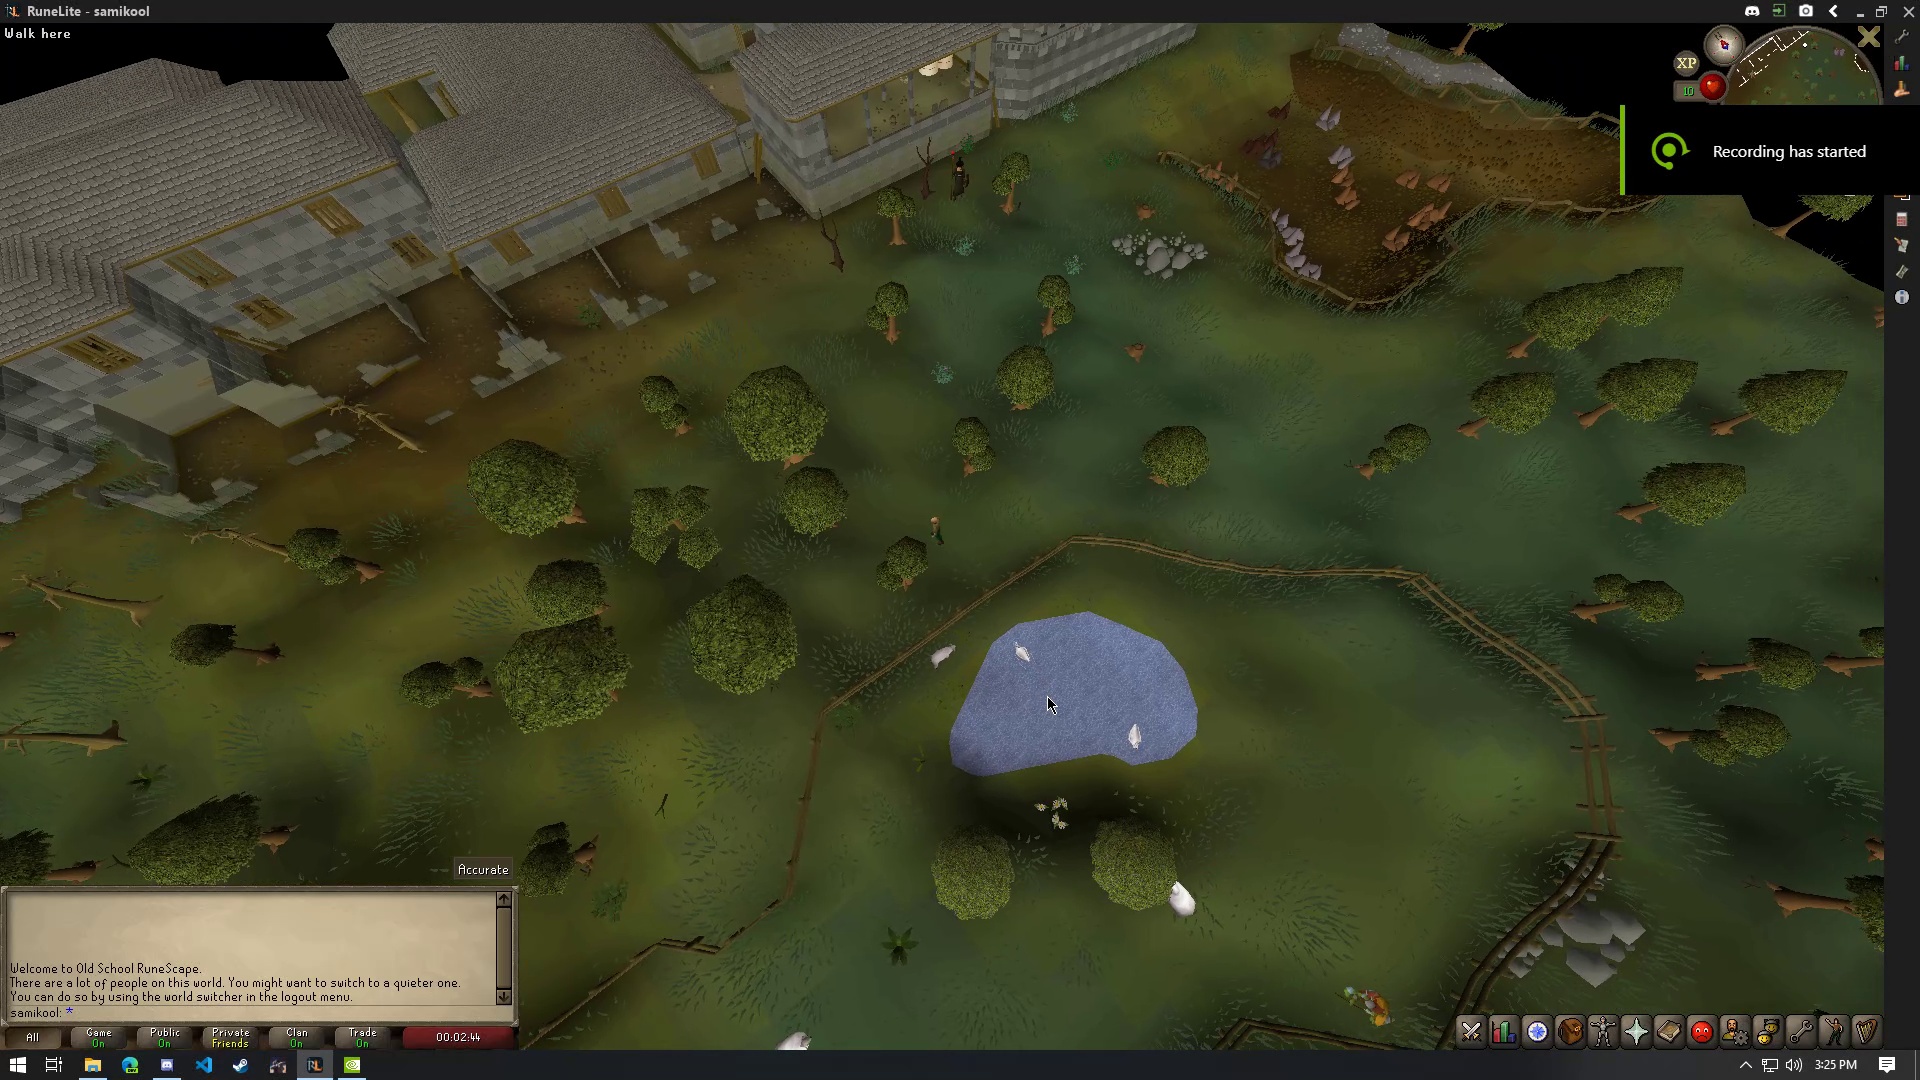 RuneLite - samikool
Walk here
XP
10
Recording has started
Accurate
Welcome to Old School RuneScape.
There are a lot of people on this world. You might want to switch to a quieter one.
You can do so by using the world switcher in the logout menu.
samikool: *
All
Game
On
Public
On
Private
Friends
Clan
On
Trade
On
00:02:44
3:25 PM